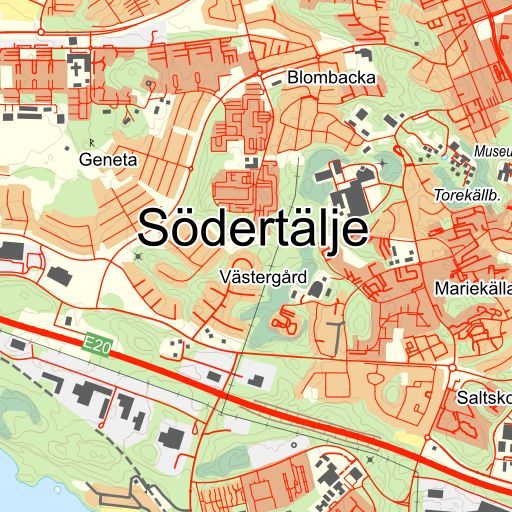 Blombacka
Museu
Geneta
Torekällb.
Södertälje
Västergård
Mariekälla
E20
Saltsko